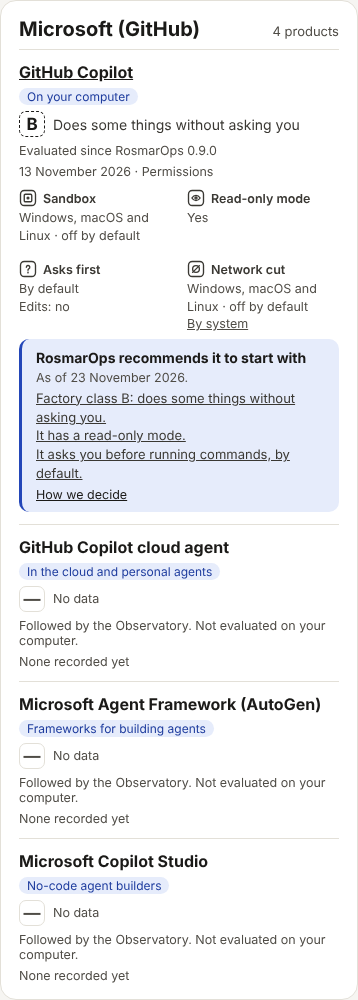 Microsoft (GitHub)
4 products
GitHub Copilot
On your computer
B
Does some things without asking you
Evaluated since RosmarOps 0.9.0
13 November 2026 · Permissions
Sandbox
Windows, macOS and
Linux · off by default
Read-only mode
Yes
Asks first
By default
Edits: no
Network cut
Windows, macOS and
Linux · off by default
By system
RosmarOps recommends it to start with
As of 23 November 2026.
Factory class B: does some things without
asking you.
It has a read-only mode.
It asks you before running commands, by
default.
How we decide
GitHub Copilot cloud agent
In the cloud and personal agents
— No data
Followed by the Observatory. Not evaluated on your
computer.
None recorded yet
Microsoft Agent Framework (AutoGen)
Frameworks for building agents
— No data
Followed by the Observatory. Not evaluated on your
computer.
None recorded yet
Microsoft Copilot Studio
No-code agent builders
— No data
Followed by the Observatory. Not evaluated on your
computer.
None recorded yet